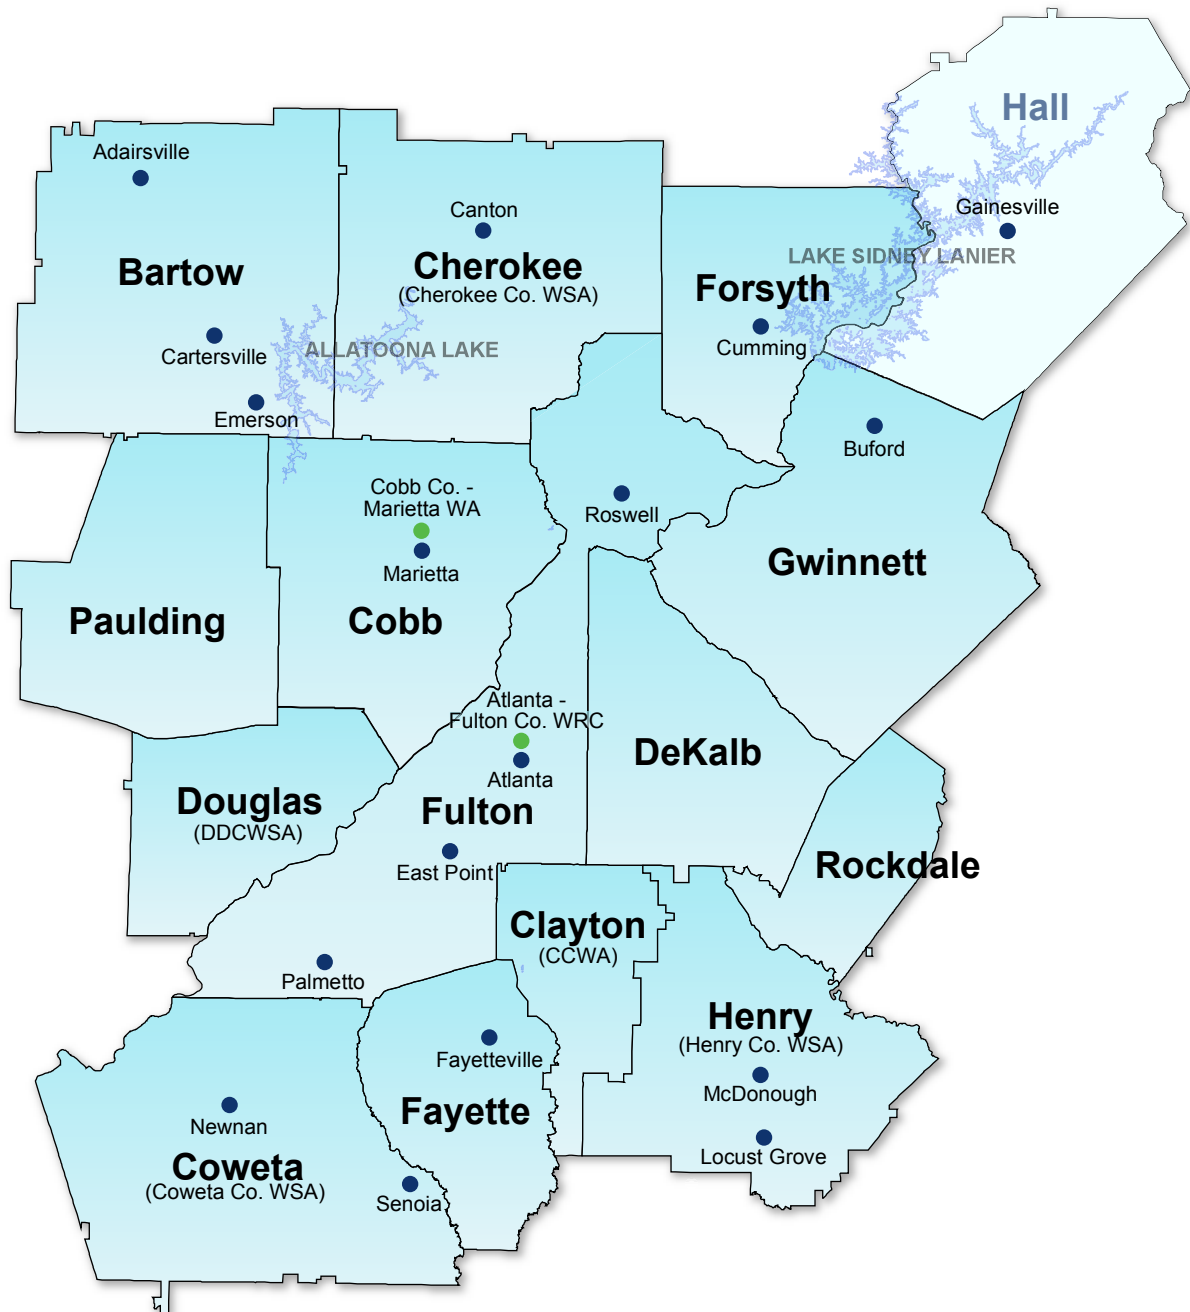 Hall
Adairsville
Canton
Gainesville
Bartow
Cherokee
(Cherokee Co. WSA)
LAKE SIDNEY LANIER
Forsyth
Cumming
Cartersville
ALLATOONA LAKE
Emerson
Buford
Cobb Co. -
Marietta WA
Marietta
Roswell
Gwinnett
Paulding
Cobb
Atlanta -
Fulton Co. WRC
Atlanta
DeKalb
Douglas
(DDCWSA)
Fulton
East Point
Rockdale
Clayton
(CCWA)
Palmetto
Henry
(Henry Co. WSA)
Fayetteville
McDonough
Fayette
Newnan
Locust Grove
Coweta
(Coweta Co. WSA)
Senoia